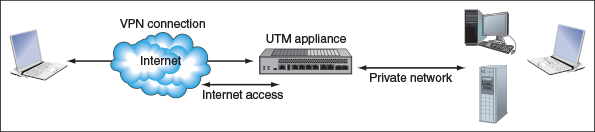 VPN connection
UTM appliance
Internet
Private network
Internet access